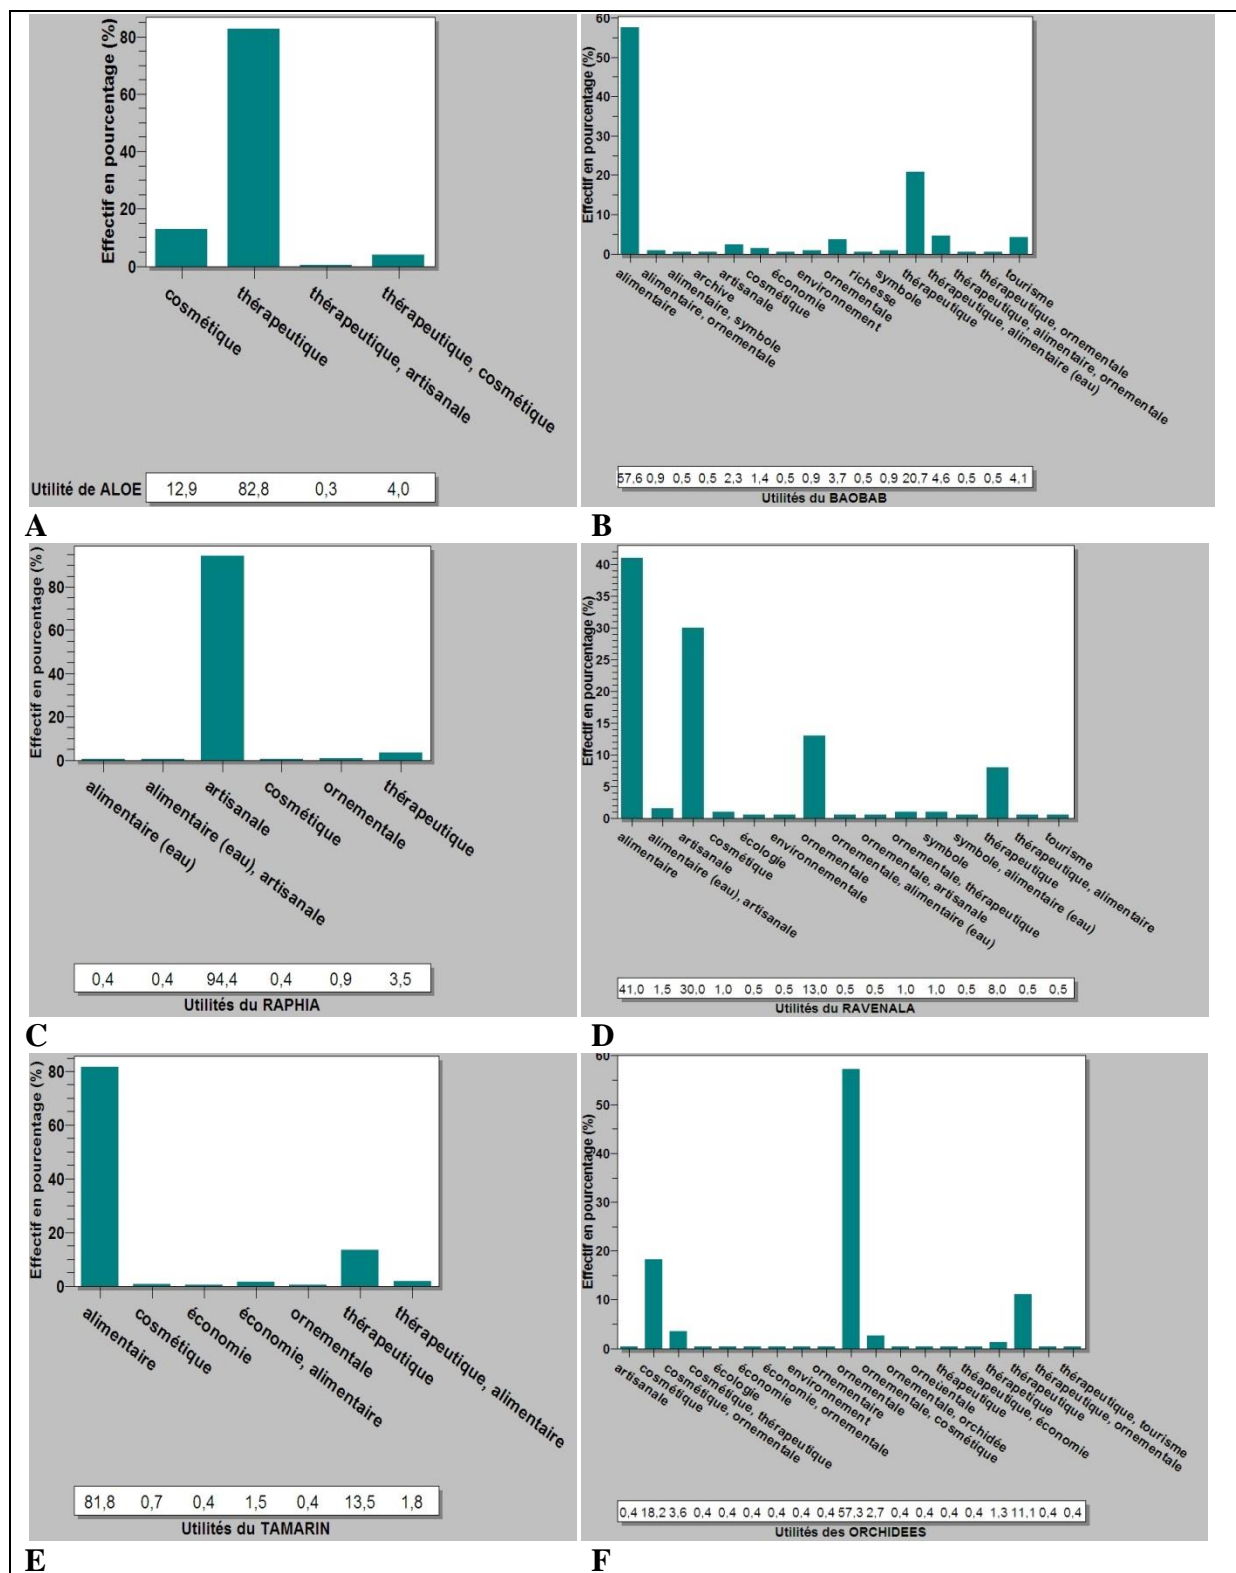 Effectif en pourcentage (%)
80
60
40
20
0
cosmétique
thérapeutique
thérapeutique, artisanale
thérapeutique, cosmétique
Utilité de ALOE 12,9 82,8 0,3 4,0
A
Effectif en pourcentage (%)
60
50
40
30
20
10
0
alimentaire
alimentaire, ornementale
alimentaire, symbole
archive
artisanale
cosmétique
économie
environnement
ornementale
richesse
symbole
thérapeutique
thérapeutique, alimentaire (eau)
thérapeutique, alimentaire, ornementale
thérapeutique, ornementale
tourisme
57,6 0,9 0,5 0,5 2,3 1,4 0,5 0,9 3,7 0,5 0,9 20,7 4,6 0,5 0,5 4,1
Utilités du BAOBAB
B
Effectif en pourcentage (%)
80
60
40
20
0
alimentaire (eau)
alimentaire (eau), artisanale
artisanale
cosmétique
ornementale
thérapeutique
0,4 0,4 94,4 0,4 0,9 3,5
Utilités du RAPHIA
C
Effectif en pourcentage (%)
40
35
30
25
20
15
10
5
0
alimentaire
alimentaire (eau), artisanale
artisanale
cosmétique
écologie
environnementale
ornementale
ornementale, alimentaire (eau)
ornementale, artisanale
ornementale, thérapeutique
symbole
symbole, alimentaire (eau)
thérapeutique
thérapeutique, alimentaire
tourisme
41,0 1,5 30,0 1,0 0,5 0,5 13,0 0,5 0,5 1,0 1,0 0,5 8,0 0,5 0,5
Utilités du RAVENALA
D
Effectif en pourcentage (%)
80
60
40
20
0
alimentaire
cosmétique
économie
économie, alimentaire
ornementale
thérapeutique
thérapeutique, alimentaire
81,8 0,7 0,4 1,5 0,4 13,5 1,8
Utilités du TAMARIN
E
Effectif en pourcentage (%)
60
50
40
30
20
10
0
artisanale
cosmétique
cosmétique, ornementale
cosmétique, thérapeutique
écologie
économie
économie, ornementale
environnement
ornementaire
ornementale
ornementale, cosmétique
ornementale, orchidée
orneùentale
théapeutique
théapeutique, économie
thérapetique
thérapeutique
thérapeutique, ornementale
thérapeutique, tourisme
0,4 18,2 3,6 0,4 0,4 0,4 0,4 0,4 0,4 57,3 2,7 0,4 0,4 0,4 0,4 1,3 11,1 0,4 0,4
Utilités des ORCHIDEES
F